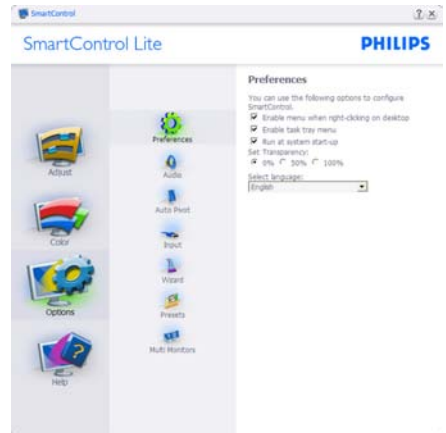 SmartControl
SmartControl Lite
PHILIPS
Adjust
Color
Options
Help
Preferences
Audio
Auto Pivot
Input
Wizard
Presets
Multi Monitors
Preferences
You can use the following options to configure
SmartControl.
Enable menu when right-clicking on desktop
Enable task tray menu
Run at system start-up
Set Transparency:
0% 50% 100%
Select language:
English